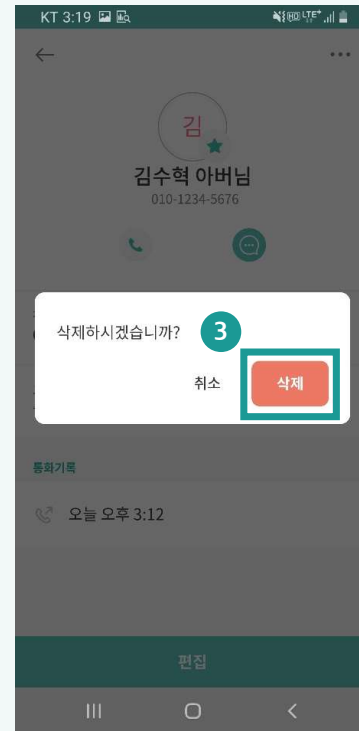 KT 3:19
LTE+
김
김수혁 아버님
010-1234-5676
삭제하시겠습니까?
3
취소
삭제
통화기록
오늘 오후 3:12
편집